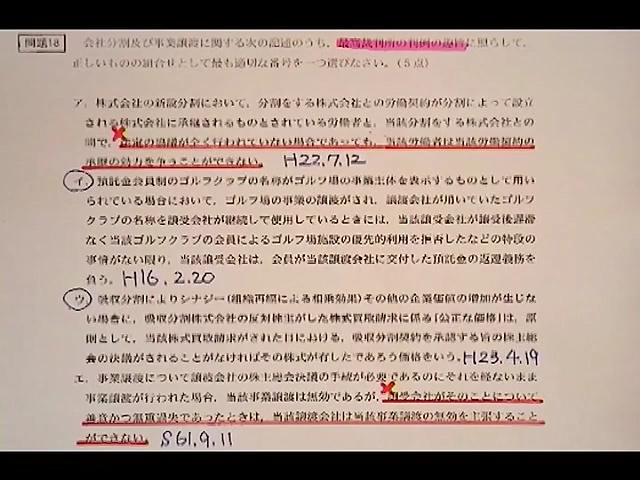 問題18 会社分割及び事業譲渡に関する次の記述のうち、最高裁判所の判例の趣旨に照らして、
正しいものの組合せとして最も適切な番号を一つ選びなさい。(5点)
ア. 株式会社の新設分割において、分割をする株式会社との労働契約が分割によって設立
される株式会社に承継されるものとされている労働者と、当該分割をする株式会社との
間で、法定の協議が全く行われていない場合であっても、当該労働者は当該労働契約の
承継の効力を争うことができない。 H22.7.12
イ. 預託金会員制のゴルフクラブの名称がゴルフ場の事業主体を表示するものとして用い
られている場合において、ゴルフ場の事業の譲渡がされ、譲渡会社が用いていたゴルフ
クラブの名称を譲受会社が継続して使用しているときには、当該譲受会社が譲受後遅滞
なく当該ゴルフクラブの会員によるゴルフ場施設の優先的利用を拒否したなどの特段の
事情がない限り、当該譲受会社は、会員が当該譲渡会社に交付した預託金の返還義務を
負う。 H16.2.20
ウ. 吸収分割によりシナジー(組織再編による相乗効果)その他の企業価値の増加が生じな
い場合に、吸収分割株式会社の反対株主がした株式買取請求に係る「公正な価格」は、原
則として、当該株式買取請求がされた日における、吸収分割契約を承認する旨の株主総
会の決議がされることがなければその株式が有したであろう価格をいう。 H23.4.19
エ. 事業譲渡について譲渡会社の株主総会決議の手続が必要であるのにそれを経ないまま
事業譲渡が行われた場合、当該事業譲渡は無効であるが、譲受会社がそのことについて
善意かつ無重過失であったときは、当該譲渡会社は当該事業譲渡の無効を主張すること
ができない。 S61.9.11